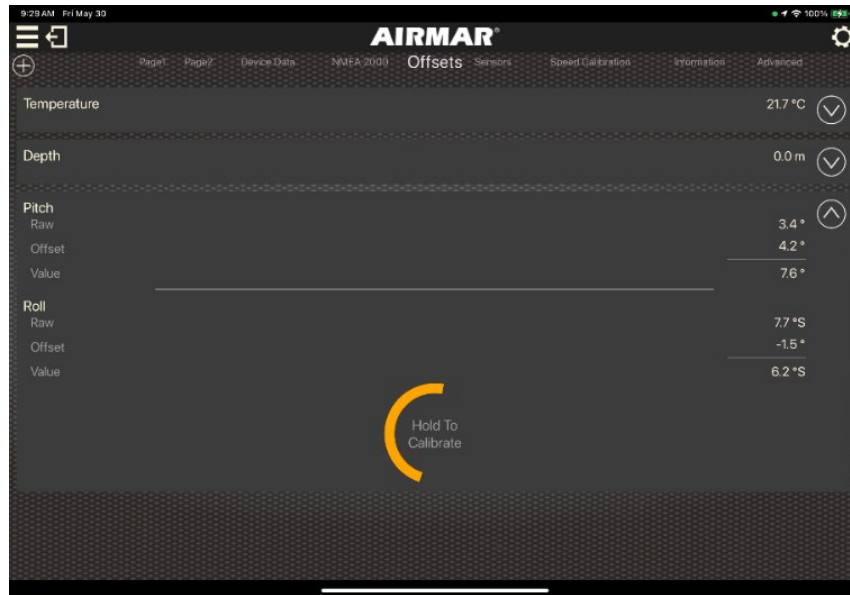 9:29 AM Fri May 30
100%
AIRMAR®
Page1 Page2 Device Data NMEA 2000 Offsets Sensors Speed Calibration Information Advanced
Temperature 21.7 °C
Depth 0.0 m
Pitch
Raw 3.4 °
Offset 4.2 °
Value 7.6 °
Roll
Raw 7.7 °S
Offset -1.5 °
Value 6.2 °S
Hold To
Calibrate